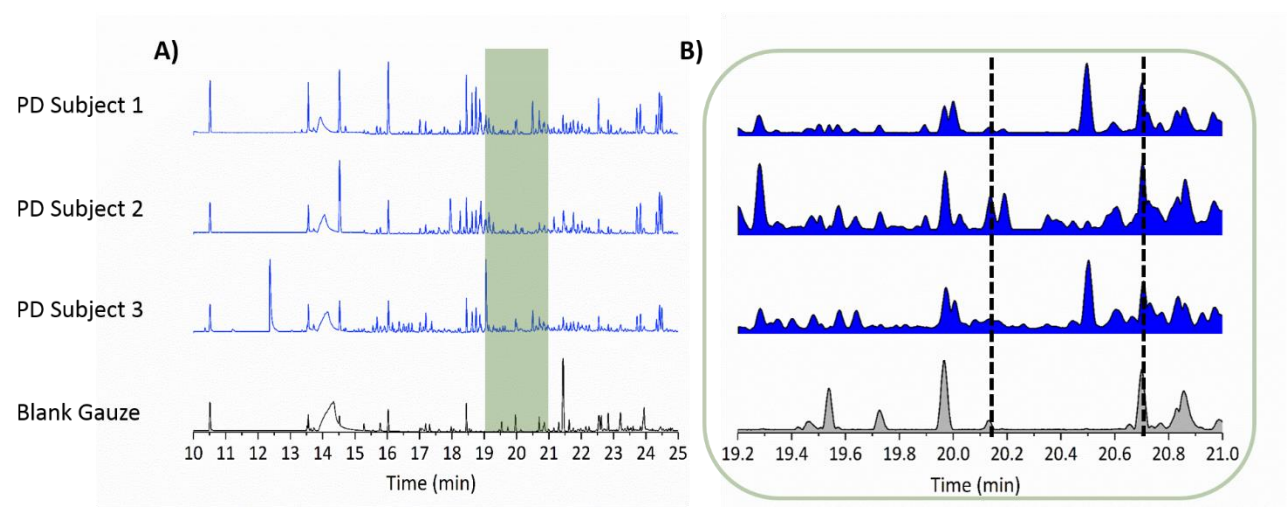 A)
B)
PD Subject 1
PD Subject 2
PD Subject 3
Blank Gauze
10 11 12 13 14 15 16 17 18 19 20 21 22 23 24 25
Time (min)
19.2 19.4 19.6 19.8 20.0 20.2 20.4 20.6 20.8 21.0
Time (min)